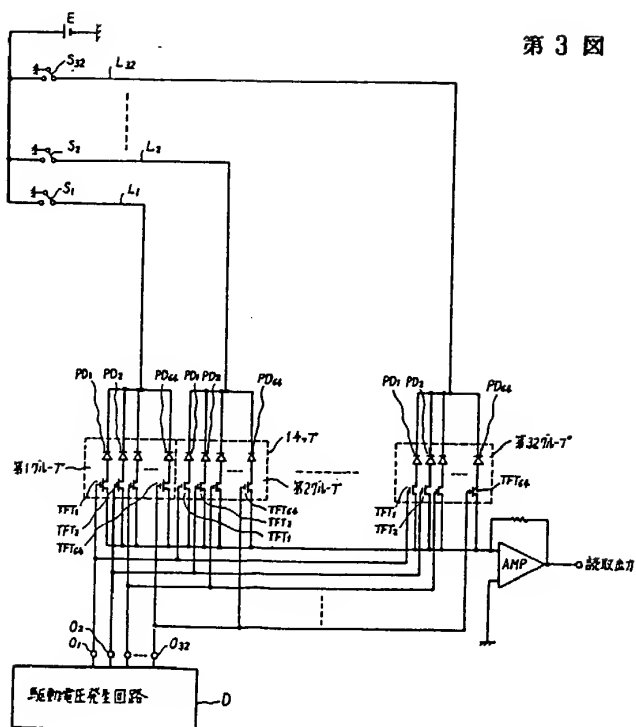 第3図
E
S32
L32
S2
L2
S1
L1
PD1 PD2 PD64 PD1 PD2 PD64 PD1 PD2 PD64
1チップ
第1グループ
第2グループ
第32グループ
TFT1
TFT2
TFT64
TFT64
TFT2
TFT1
TFT1
TFT2
TFT64
AMP
読取出力
O1 O2 O32
駆動電圧発生回路
D